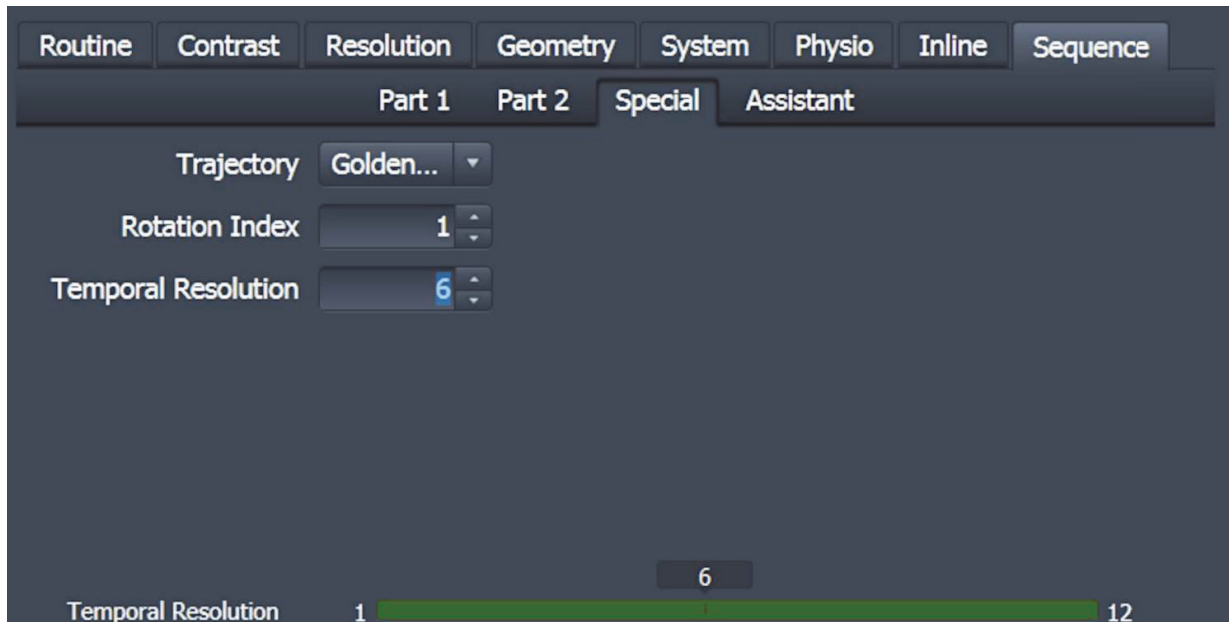 Routine Contrast Resolution Geometry System Physio Inline Sequence
Part 1 Part 2 Special Assistant
Trajectory Golden...
Rotation Index 1
Temporal Resolution 6
6
Temporal Resolution 1 12